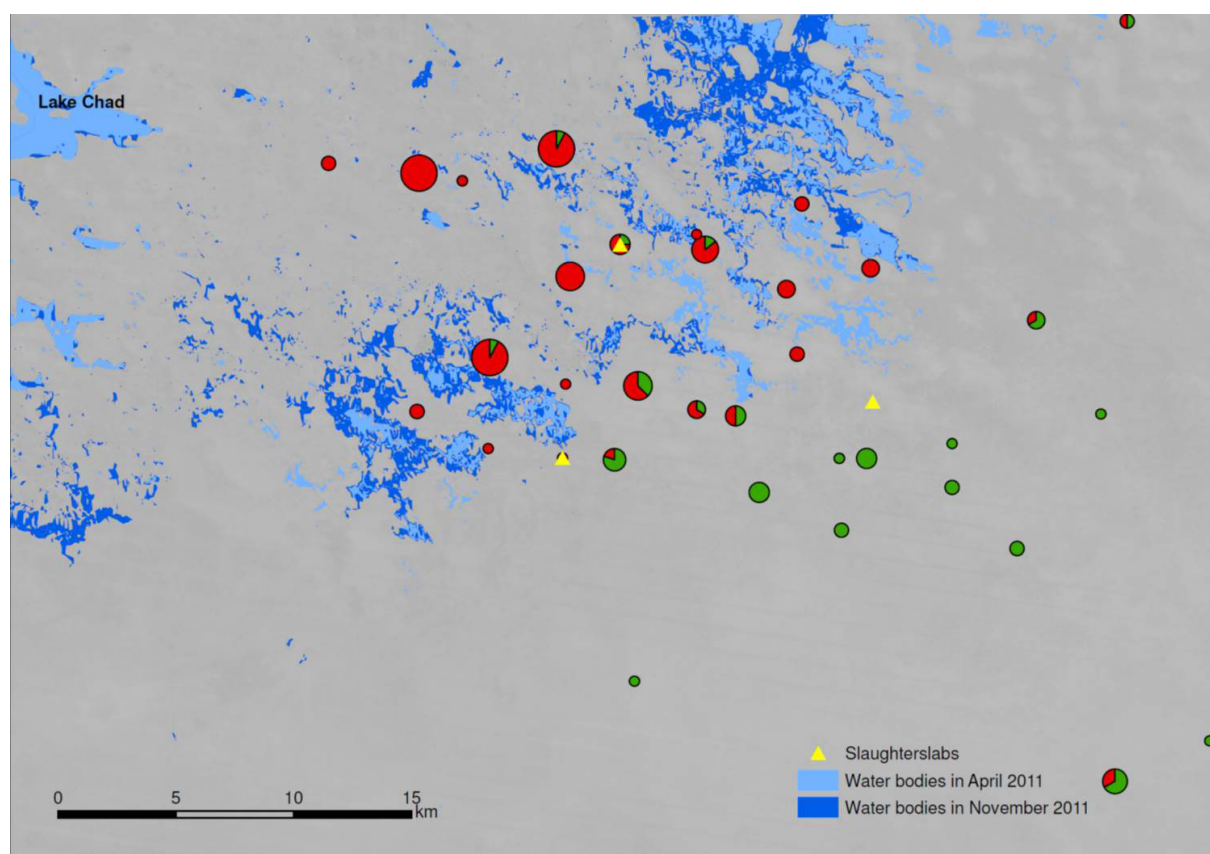 Lake Chad
Slaughterslabs
Water bodies in April 2011
Water bodies in November 2011
0 5 10 15
km